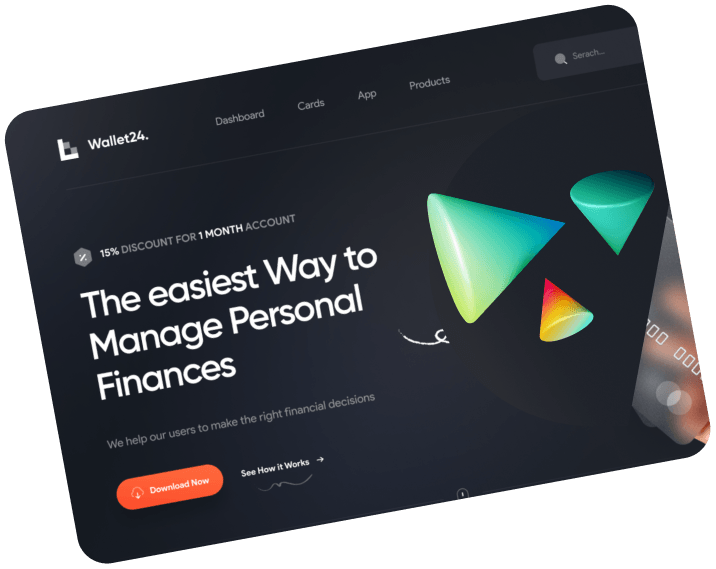 Wallet24.
Dashboard
Cards
App
Products
Serach...
15% DISCOUNT FOR 1 MONTH ACCOUNT
The easiest Way to
Manage Personal
Finances
We help our users to make the right financial decisions
Download Now
See How it Works →